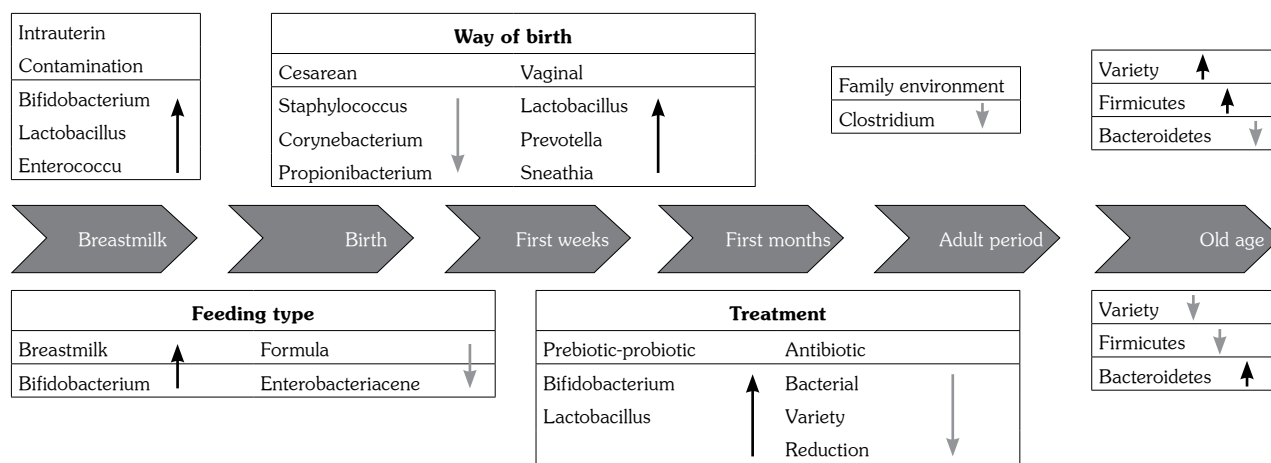 Intrauterin
Contamination
Bifidobacterium
Lactobacillus
Enterococcu
Way of birth
Cesarean Vaginal
Staphylococcus Lactobacillus
Corynebacterium Prevotella
Propionibacterium Sneathia
Family environment
Clostridium
Variety
Firmicutes
Bacteroidetes
Breastmilk Birth First weeks First months Adult period Old age
Feeding type
Breastmilk Formula
Bifidobacterium Enterobacteriacene
Treatment
Prebiotic-probiotic Antibiotic
Bifidobacterium Bacterial
Lactobacillus Variety
Reduction
Variety
Firmicutes
Bacteroidetes